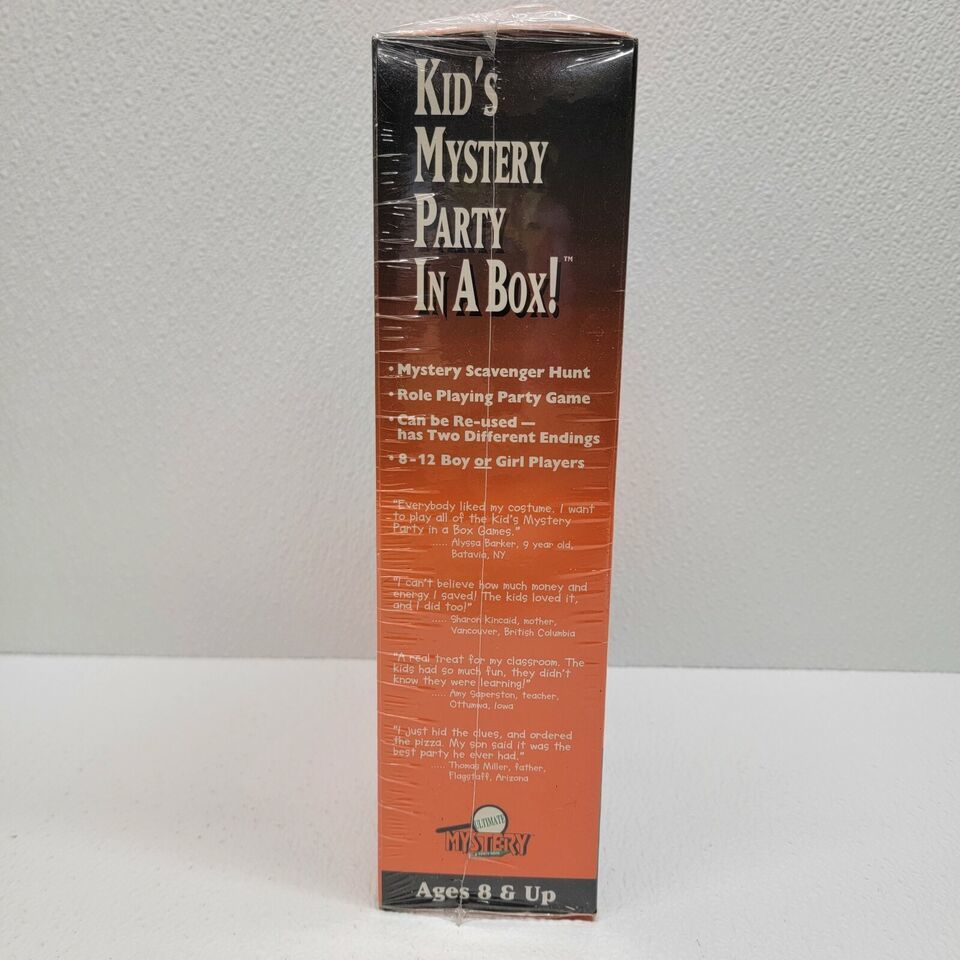 KID'S
MYSTERY
PARTY
IN A BOX!™
• Mystery Scavenger Hunt
• Role Playing Party Game
• Can be Re-used —
has Two Different Endings
• 8-12 Boy or Girl Players
"Everybody liked my costume. I want
to play all of the Kid's Mystery
Party in a Box Games."
..... Alyssa Barker, 9 year old,
Batavia, NY
"I can't believe how much money and
energy I saved! The kids loved it,
and I did too!"
..... Sharon Kincaid, mother,
Vancouver, British Columbia
"A real treat for my classroom. The
kids had so much fun, they didn't
know they were learning!"
..... Amy Saperston, teacher,
Ottumwa, Iowa
"I just hid the clues, and ordered
the pizza. My son said it was the
best party he ever had."
..... Thomas Miller, father,
Flagstaff, Arizona
ULTIMATE
MYSTERY
Ages 8 & Up